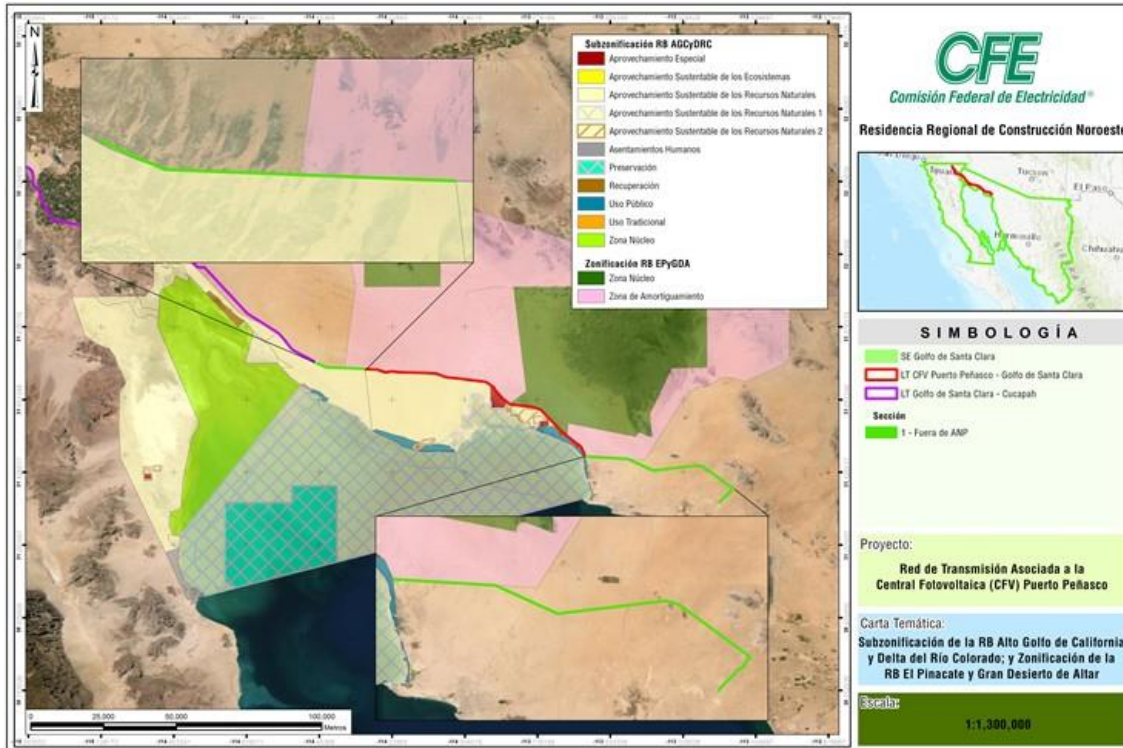 N
Subzonificación RB AGCyDRC
Aprovechamiento Especial
Aprovechamiento Sustentable de los Ecosistemas
Aprovechamiento Sustentable de los Recursos Naturales
Aprovechamiento Sustentable de los Recursos Naturales 1
Aprovechamiento Sustentable de los Recursos Naturales 2
Asentamientos Humanos
Preservación
Recuperación
Uso Público
Uso Tradicional
Zona Núcleo
Zonificación RB EPyGDA
Zona Núcleo
Zona de Amortiguamiento
0 25,000 50,000 100,000
Metros
CFE
Comisión Federal de Electricidad®
Residencia Regional de Construcción Noroeste
Tucson
El Paso
SIMBOLOGÍA
SE Golfo de Santa Clara
LT CFV Puerto Peñasco - Golfo de Santa Clara
LT Golfo de Santa Clara - Cucapah
Sección
1 - Fuera de ANP
Proyecto:
Red de Transmisión Asociada a la
Central Fotovoltaica (CFV) Puerto Peñasco
Carta Temática:
Subzonificación de la RB Alto Golfo de California
y Delta del Río Colorado; y Zonificación de la
RB El Pinacate y Gran Desierto de Altar
Escala:
1:1,300,000